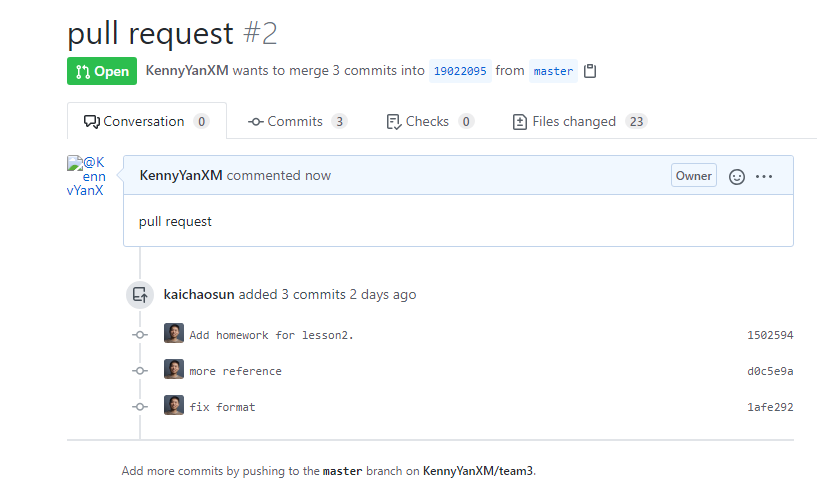 pull request #2
Open KennyYanXM wants to merge 3 commits into 19022095 from master
Conversation 0 Commits 3 Checks 0 Files changed 23
@K
enn
vYanX
KennyYanXM commented now Owner
pull request
kaichaosun added 3 commits 2 days ago
Add homework for lesson2. 1502594
more reference d0c5e9a
fix format 1afe292
Add more commits by pushing to the master branch on KennyYanXM/team3.